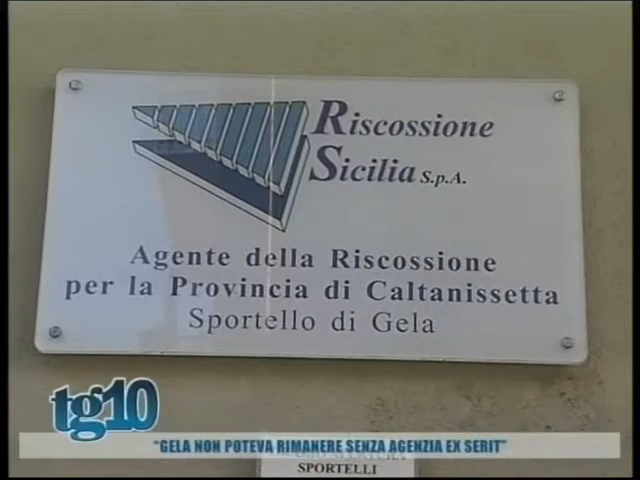 Riscossione
Sicilia S.p.A.
Agente della Riscossione
per la Provincia di Caltanissetta
Sportello di Gela
tg10
"GELA NON POTEVA RIMANERE SENZA AGENZIA EX SERIT"
SPORTELLI